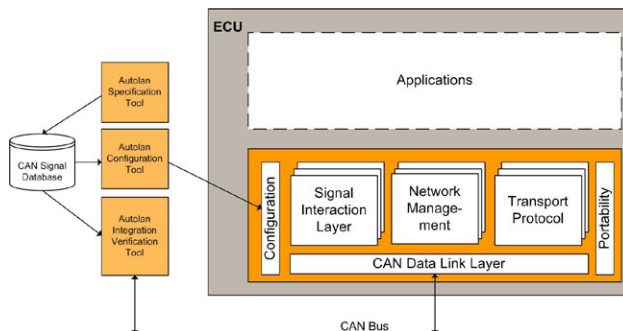 ECU
Applications
Autolan
Specification
Tool
CAN Signal
Database
Autolan
Configuration
Tool
Autolan
Integration
Verification
Tool
Configuration
Signal
Interaction
Layer
Network
Manage-
ment
Transport
Protocol
Portability
CAN Data Link Layer
CAN Bus